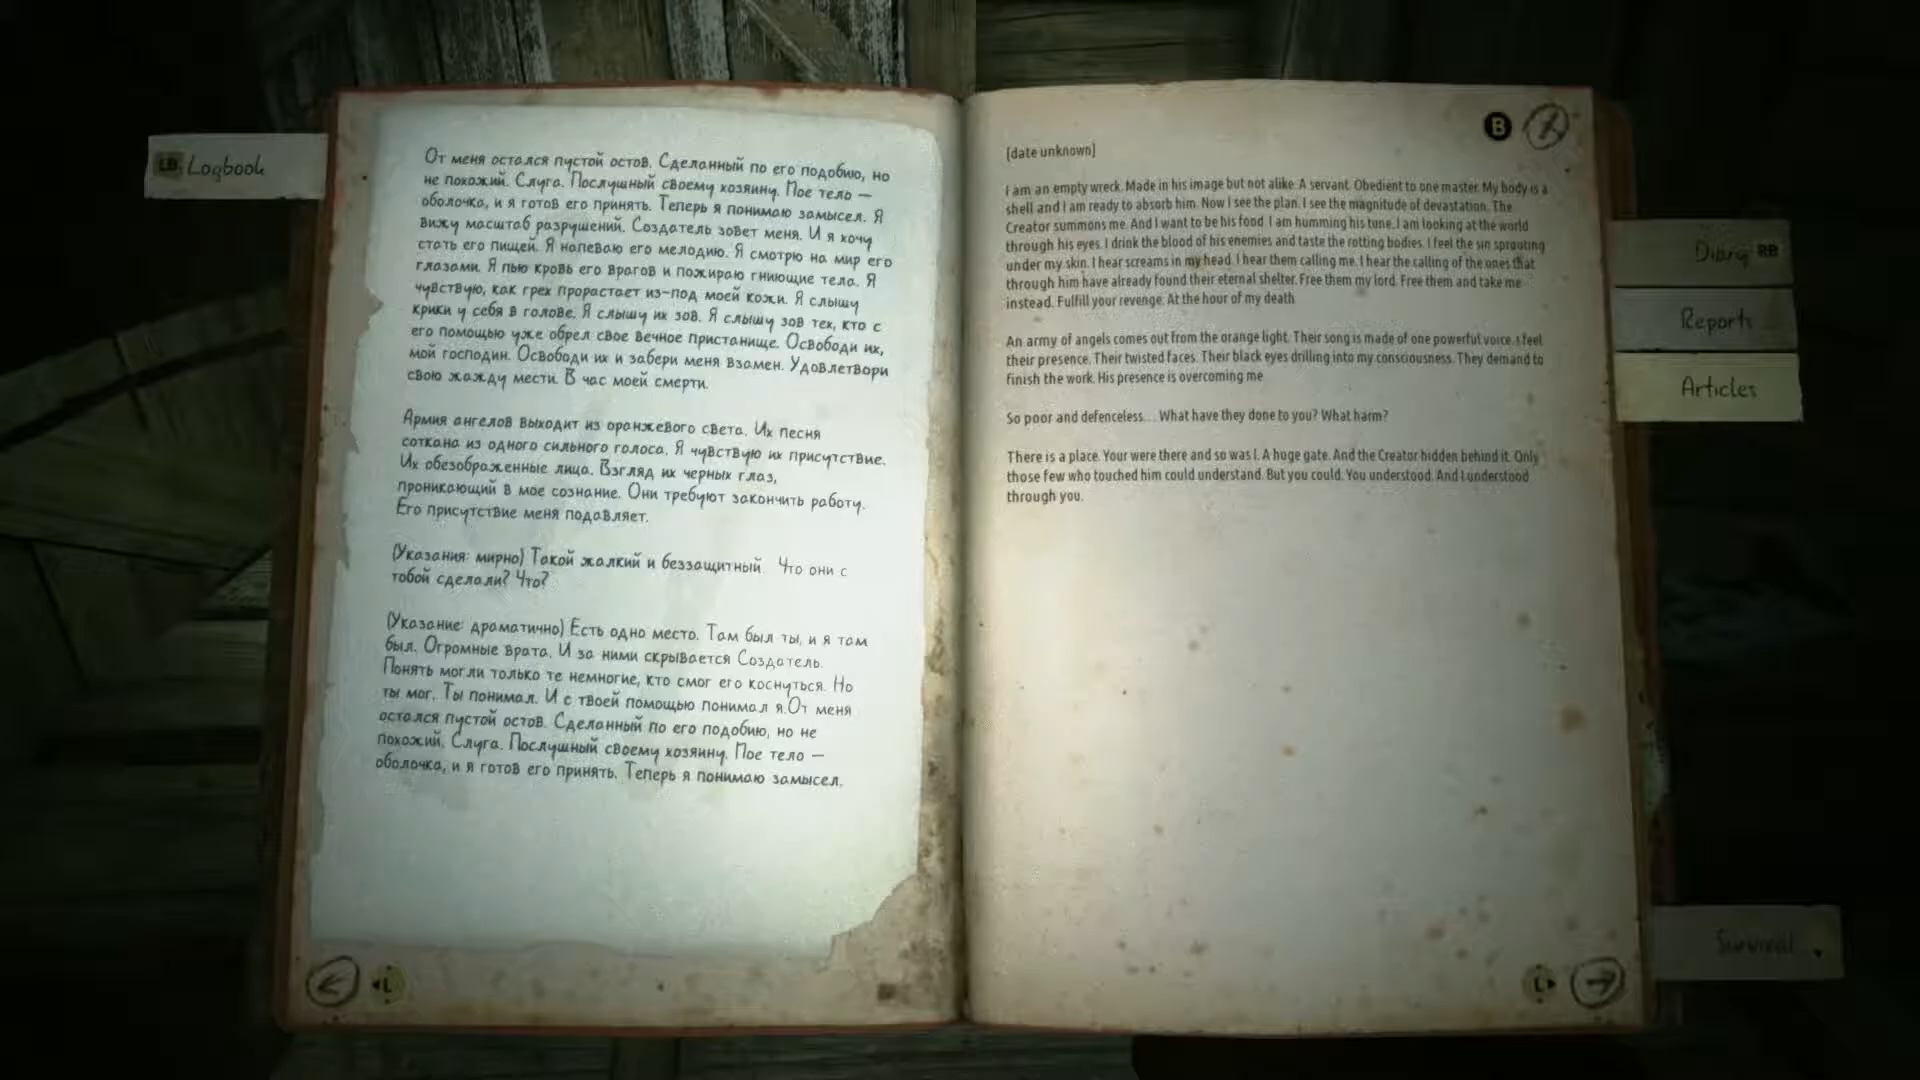 LB Logbook
От меня остался пустой остов. Сделанный по его подобию, но
не похожий. Слуга. Послушный своему хозяину. Пое тело —
оболочка, и я готов его принять. Теперь я понимаю замысел. Я
вижу масштаб разрушений. Создатель зовет меня. И я хочу
стать его пищей. Я напеваю его мелодию. Я смотрю на мир его
глазами. Я пью кровь его врагов и пожираю гниющие тела. Я
чувствую, как грех прорастает из-под моей кожи. Я слышу
крики у себя в голове. Я слышу их зов. Я слышу зов тех, кто с
его помощью уже обрел свое вечное пристанище. Освободи их,
мой господин. Освободи их и забери меня взамен. Удовлетвори
свою жажду мести. В час моей смерти.
Армия ангелов выходит из оранжевого света. Их песня
соткана из одного сильного голоса. Я чувствую их присутствие.
Их обезображенные лица. Взгляд их черных глаз,
проникающий в мое сознание. Они требуют закончить работу.
Его присутствие меня подавляет.
(Указания: мирно) Такой жалкий и беззащитный. Что они с
тобой сделали? Что?
(Указание: драматично) Есть одно место. Там был ты, и я там
был. Огромные врата. И за ними скрывается Создатель.
Понять могли только те немногие, кто смог его коснуться. Но
ты мог. Ты понимал. И с твоей помощью понимал я.От меня
остался пустой остов. Сделанный по его подобию, но не
похожий. Слуга. Послушный своему хозяину. Пое тело —
оболочка, и я готов его принять. Теперь я понимаю замысел.
L
B
[date unknown]
I am an empty wreck. Made in his image but not alike. A servant. Obedient to one master. My body is a
shell and I am ready to absorb him. Now I see the plan. I see the magnitude of devastation. The
Creator summons me. And I want to be his food. I am humming his tune. I am looking at the world
through his eyes. I drink the blood of his enemies and taste the rotting bodies. I feel the sin sprouting
under my skin. I hear screams in my head. I hear them calling me. I hear the calling of the ones that
through him have already found their eternal shelter. Free them my lord. Free them and take me
instead. Fulfill your revenge. At the hour of my death.
An army of angels comes out from the orange light. Their song is made of one powerful voice. I feel
their presence. Their twisted faces. Their black eyes drilling into my consciousness. They demand to
finish the work. His presence is overcoming me.
So poor and defenceless... What have they done to you? What harm?
There is a place. Your were there and so was I. A huge gate. And the Creator hidden behind it. Only
those few who touched him could understand. But you could. You understood. And I understood
through you.
L
Diary RB
Reports
Articles
Survival